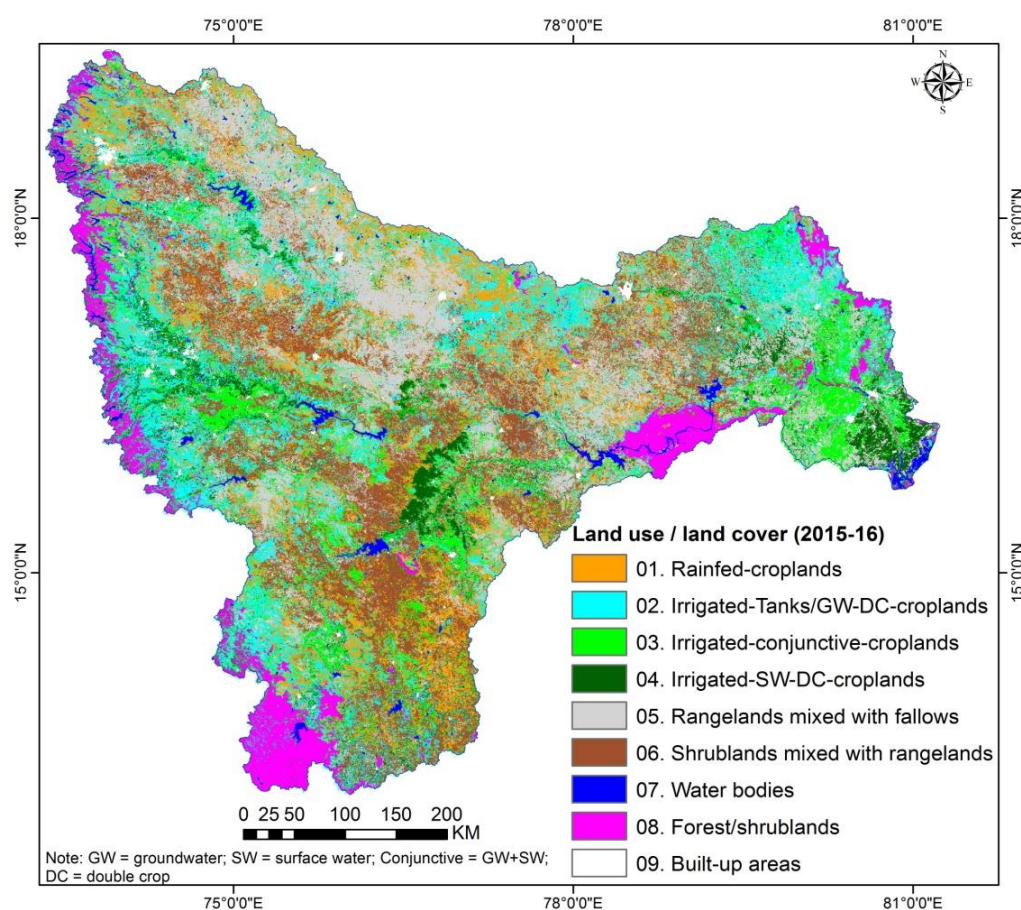 75°0'0"E
78°0'0"E
81°0'0"E
N
W
E
S
18°0'0"N
18°0'0"N
15°0'0"N
15°0'0"N
Land use / land cover (2015-16)
01. Rainfed-croplands
02. Irrigated-Tanks/GW-DC-croplands
03. Irrigated-conjunctive-croplands
04. Irrigated-SW-DC-croplands
05. Rangelands mixed with fallows
06. Shrublands mixed with rangelands
07. Water bodies
08. Forest/shrublands
09. Built-up areas
0 25 50 100 150 200
KM
Note: GW = groundwater; SW = surface water; Conjunctive = GW+SW;
DC = double crop
75°0'0"E
78°0'0"E
81°0'0"E